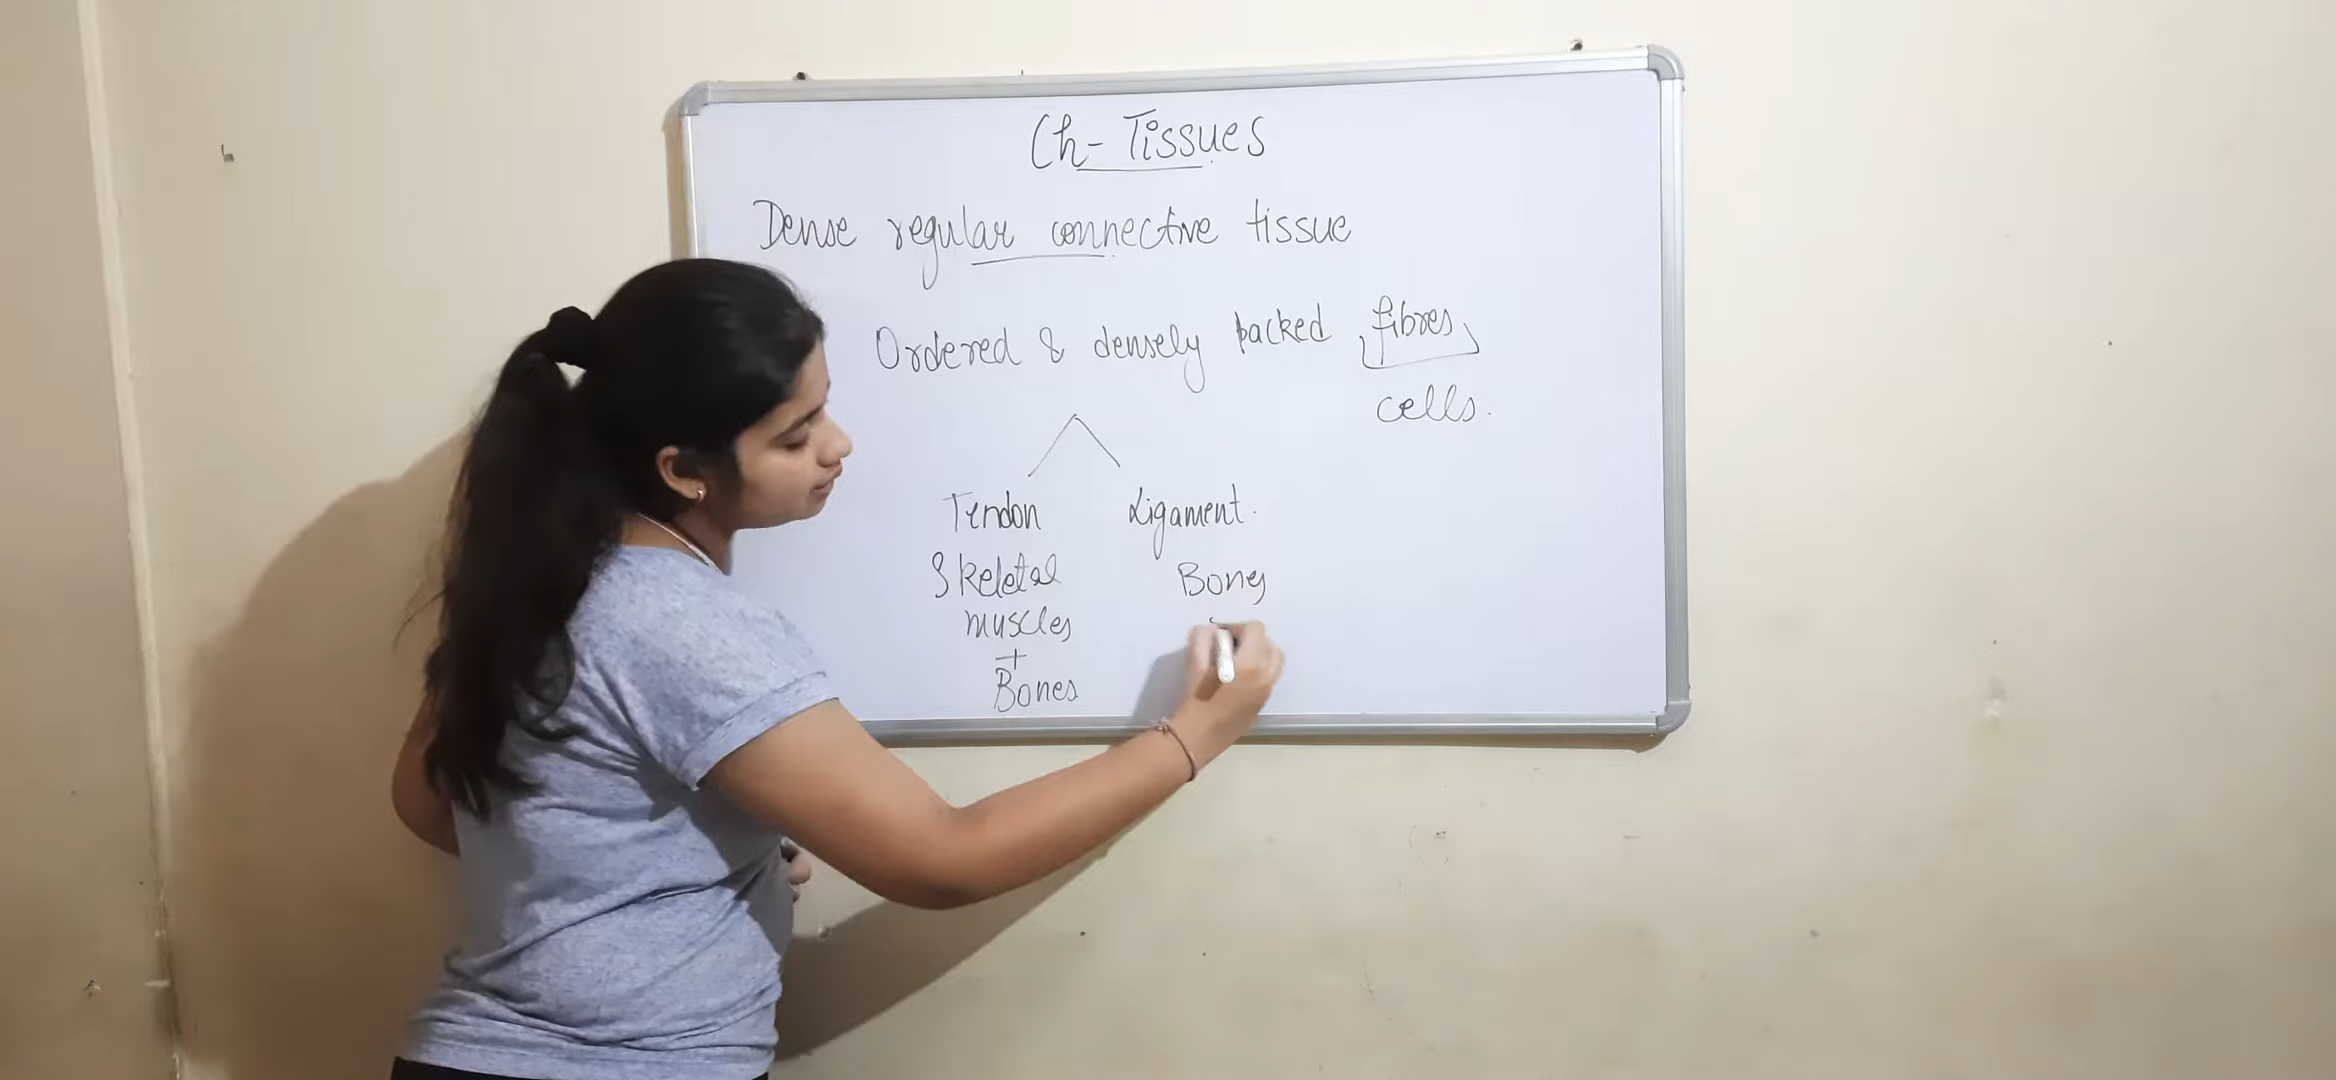 Ch- Tissues
Dense regular connective tissue
Ordered & densely packed fibres
cells.
Tendon Ligament.
Skeletal Bones
muscles
+
Bones